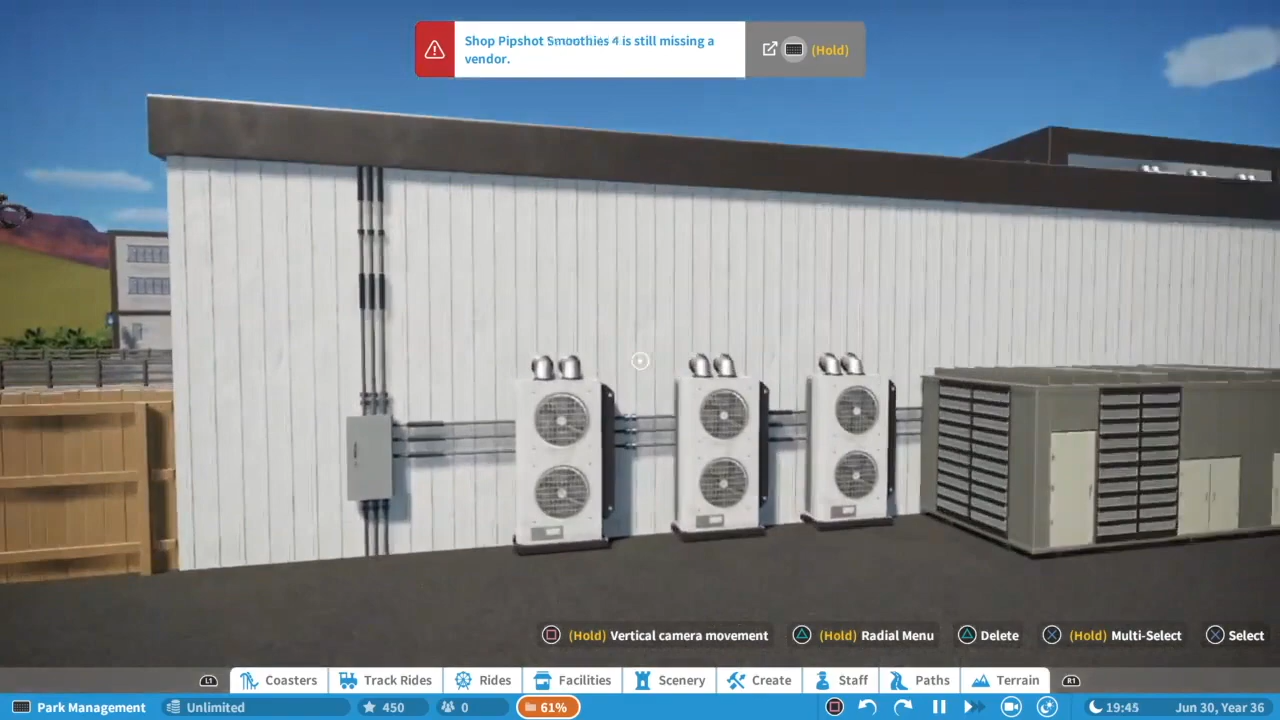 Shop Pipshot Smoothies 4 is still missing a
vendor.
(Hold)
(Hold) Vertical camera movement
(Hold) Radial Menu
Delete
(Hold) Multi-Select
Select
L1
Coasters
Track Rides
Rides
Facilities
Scenery
Create
Staff
Paths
Terrain
R1
Park Management
Unlimited
450
0
61%
19:45
Jun 30, Year 36